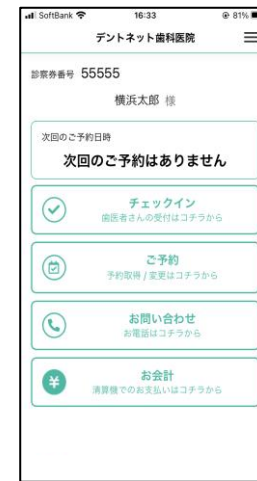 SoftBank 16:33 81%
デントネット歯科医院
診察券番号 55555
横浜太郎 様
次回のご予約日時
次回のご予約はありません
チェックイン
歯医者さんの受付はコチラから
ご予約
予約取得 / 変更はコチラから
お問い合わせ
お電話はコチラから
¥
お会計
清算機でのお支払いはコチラから